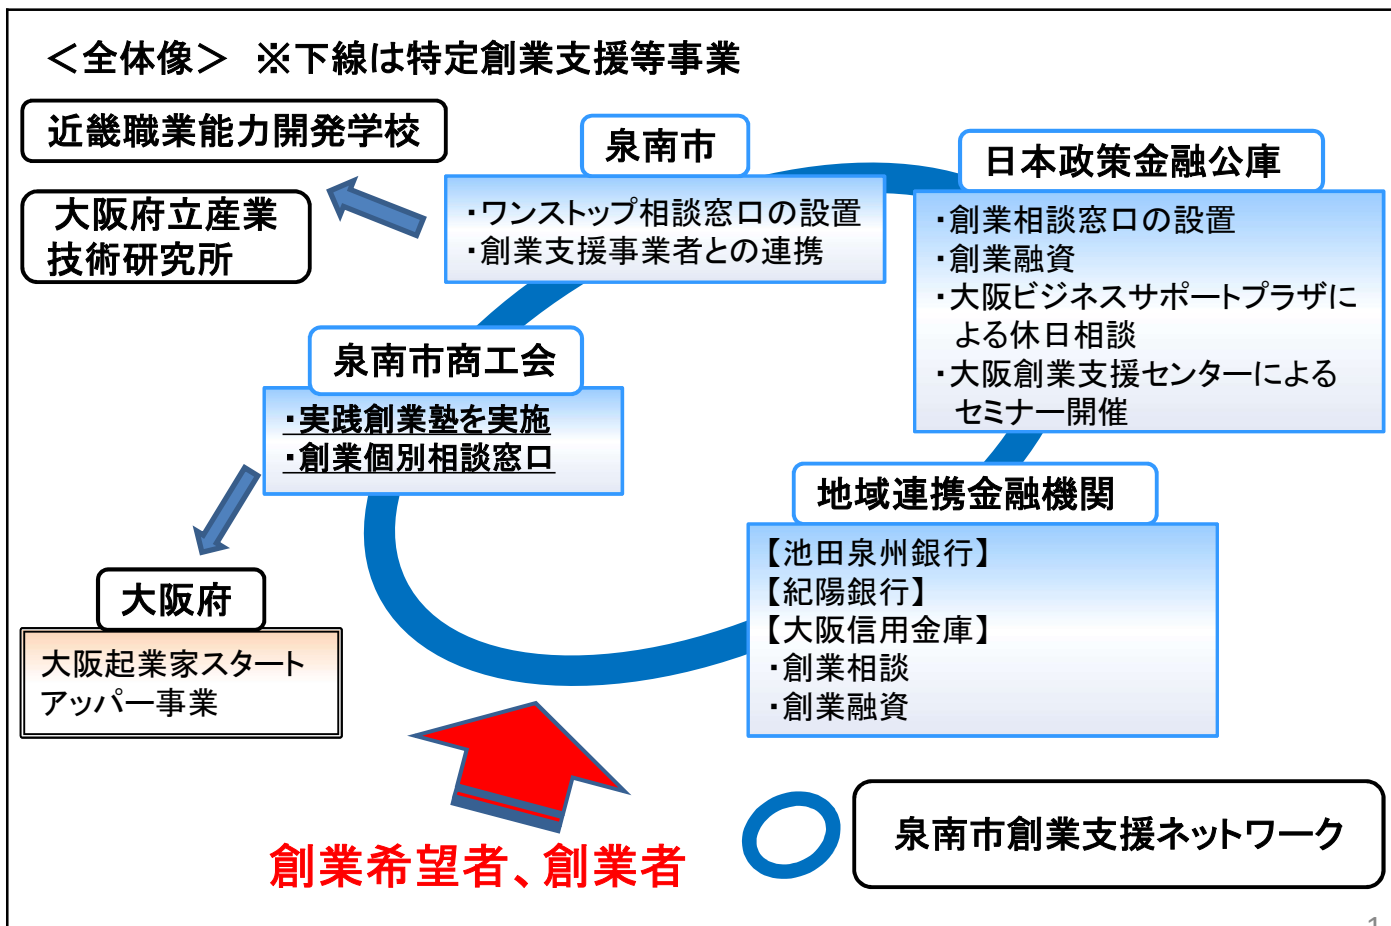 ＜全体像＞ ※下線は特定創業支援等事業
近畿職業能力開発学校
大阪府立産業
技術研究所
泉南市
・ワンストップ相談窓口の設置
・創業支援事業者との連携
日本政策金融公庫
・創業相談窓口の設置
・創業融資
・大阪ビジネスサポートプラザに
よる休日相談
・大阪創業支援センターによる
セミナー開催
泉南市商工会
・実践創業塾を実施
・創業個別相談窓口
地域連携金融機関
【池田泉州銀行】
【紀陽銀行】
【大阪信用金庫】
・創業相談
・創業融資
大阪府
大阪起業家スタート
アッパー事業
創業希望者、創業者
泉南市創業支援ネットワーク
1